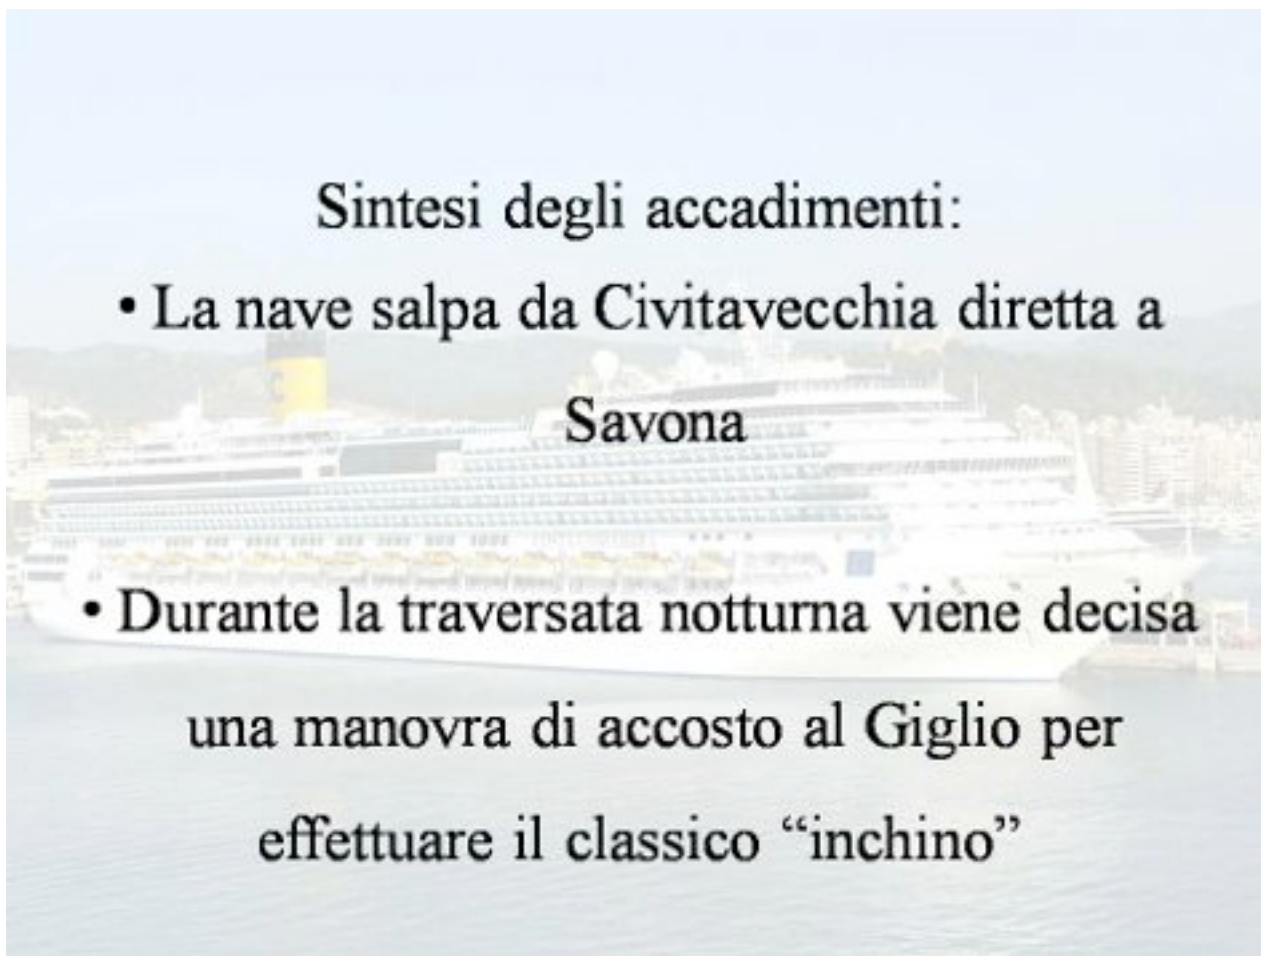 Sintesi degli accadimenti:
• La nave salpa da Civitavecchia diretta a
Savona
• Durante la traversata notturna viene decisa
una manovra di accosto al Giglio per
effettuare il classico “inchino”
C